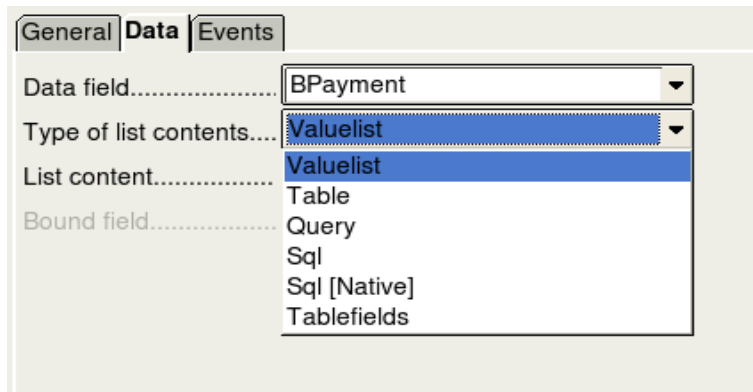 General Data Events
Data field.................... BPayment
Type of list contents.... Valuelist
List content................. Valuelist
Table
Bound field.................. Query
Sql
Sql [Native]
Tablefields